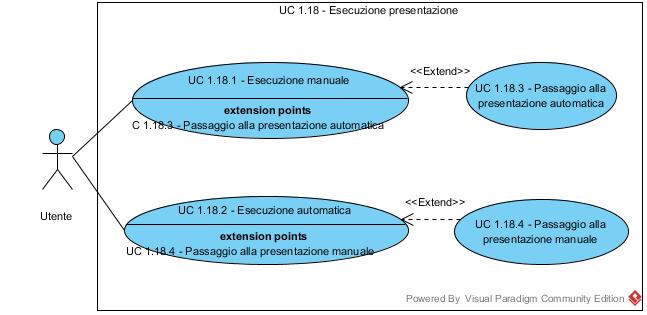 UC 1.18 - Esecuzione presentazione
UC 1.18.1 - Esecuzione manuale
extension points
C 1.18.3 - Passaggio alla presentazione automatica
<<Extend>>
UC 1.18.3 - Passaggio alla
presentazione automatica
Utente
UC 1.18.2 - Esecuzione automatica
extension points
UC 1.18.4 - Passaggio alla presentazione manuale
<<Extend>>
UC 1.18.4 - Passaggio alla
presentazione manuale
Powered By Visual Paradigm Community Edition